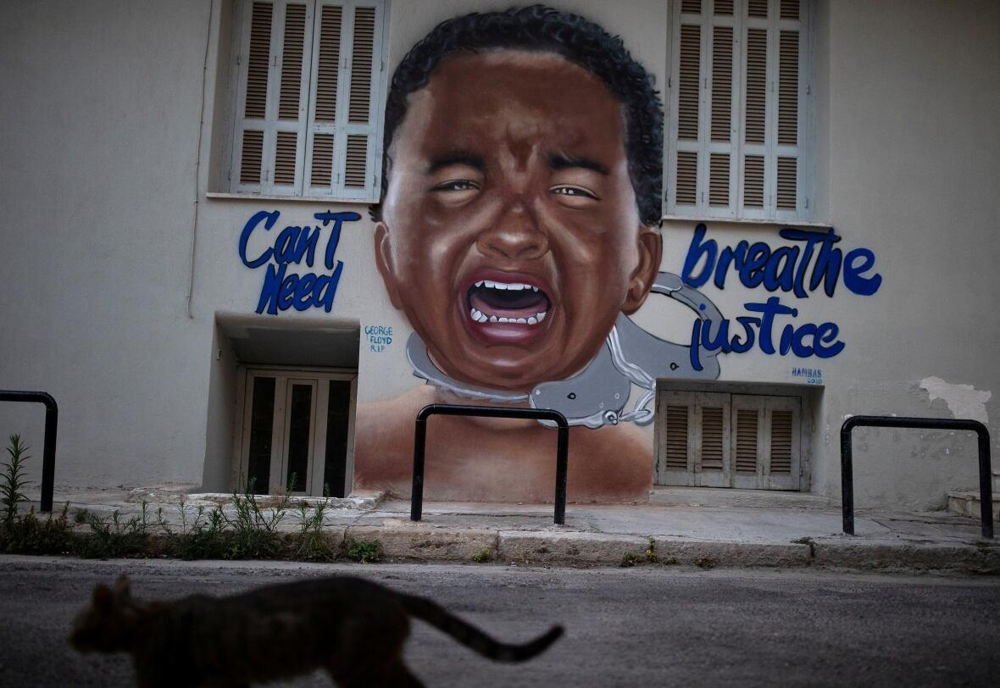 Can't
Need
GEORGE
FLOYD
R.I.P
breaThe
justice
HAMBAS
2020